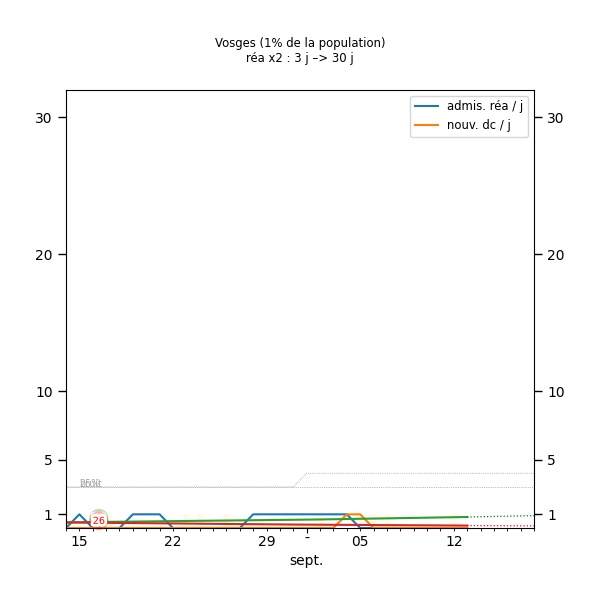 Vosges (1% de la population)
réa x2 : 3 j –> 30 j
admis. réa / j
nouv. dc / j
30 30
20 20
10 10
5 5
1 1
26
15 22 29 - 05 12
sept.